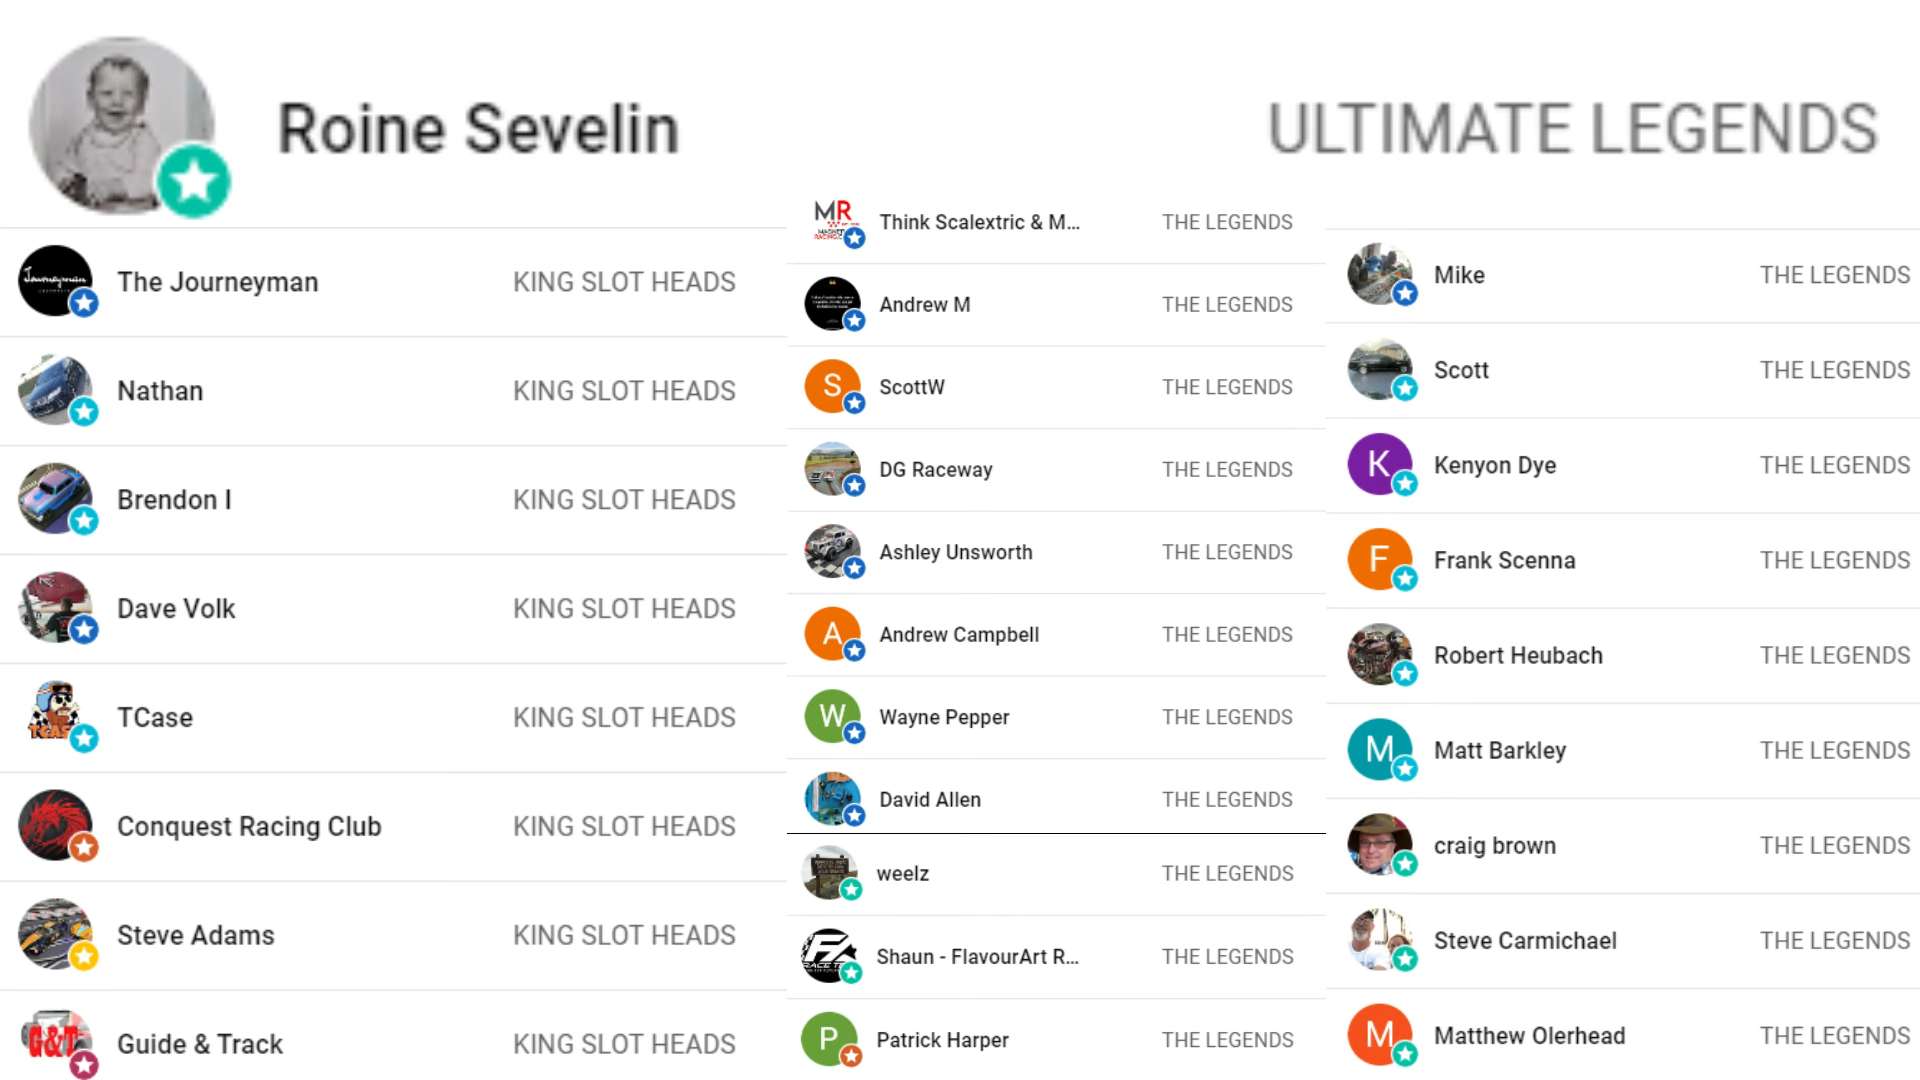 Roine Sevelin ULTIMATE LEGENDS
The Journeyman KING SLOT HEADS
Nathan KING SLOT HEADS
Brendon I KING SLOT HEADS
Dave Volk KING SLOT HEADS
TCase KING SLOT HEADS
Conquest Racing Club KING SLOT HEADS
Steve Adams KING SLOT HEADS
G&T
Guide & Track KING SLOT HEADS
MR
Think Scalextric & M... THE LEGENDS
Andrew M THE LEGENDS
S
ScottW THE LEGENDS
DG Raceway THE LEGENDS
Ashley Unsworth THE LEGENDS
A
Andrew Campbell THE LEGENDS
W
Wayne Pepper THE LEGENDS
David Allen THE LEGENDS
weelz THE LEGENDS
Shaun - FlavourArt R... THE LEGENDS
P
Patrick Harper THE LEGENDS
Mike THE LEGENDS
Scott THE LEGENDS
K
Kenyon Dye THE LEGENDS
F
Frank Scenna THE LEGENDS
Robert Heubach THE LEGENDS
M
Matt Barkley THE LEGENDS
craig brown THE LEGENDS
Steve Carmichael THE LEGENDS
M
Matthew Olerhead THE LEGENDS